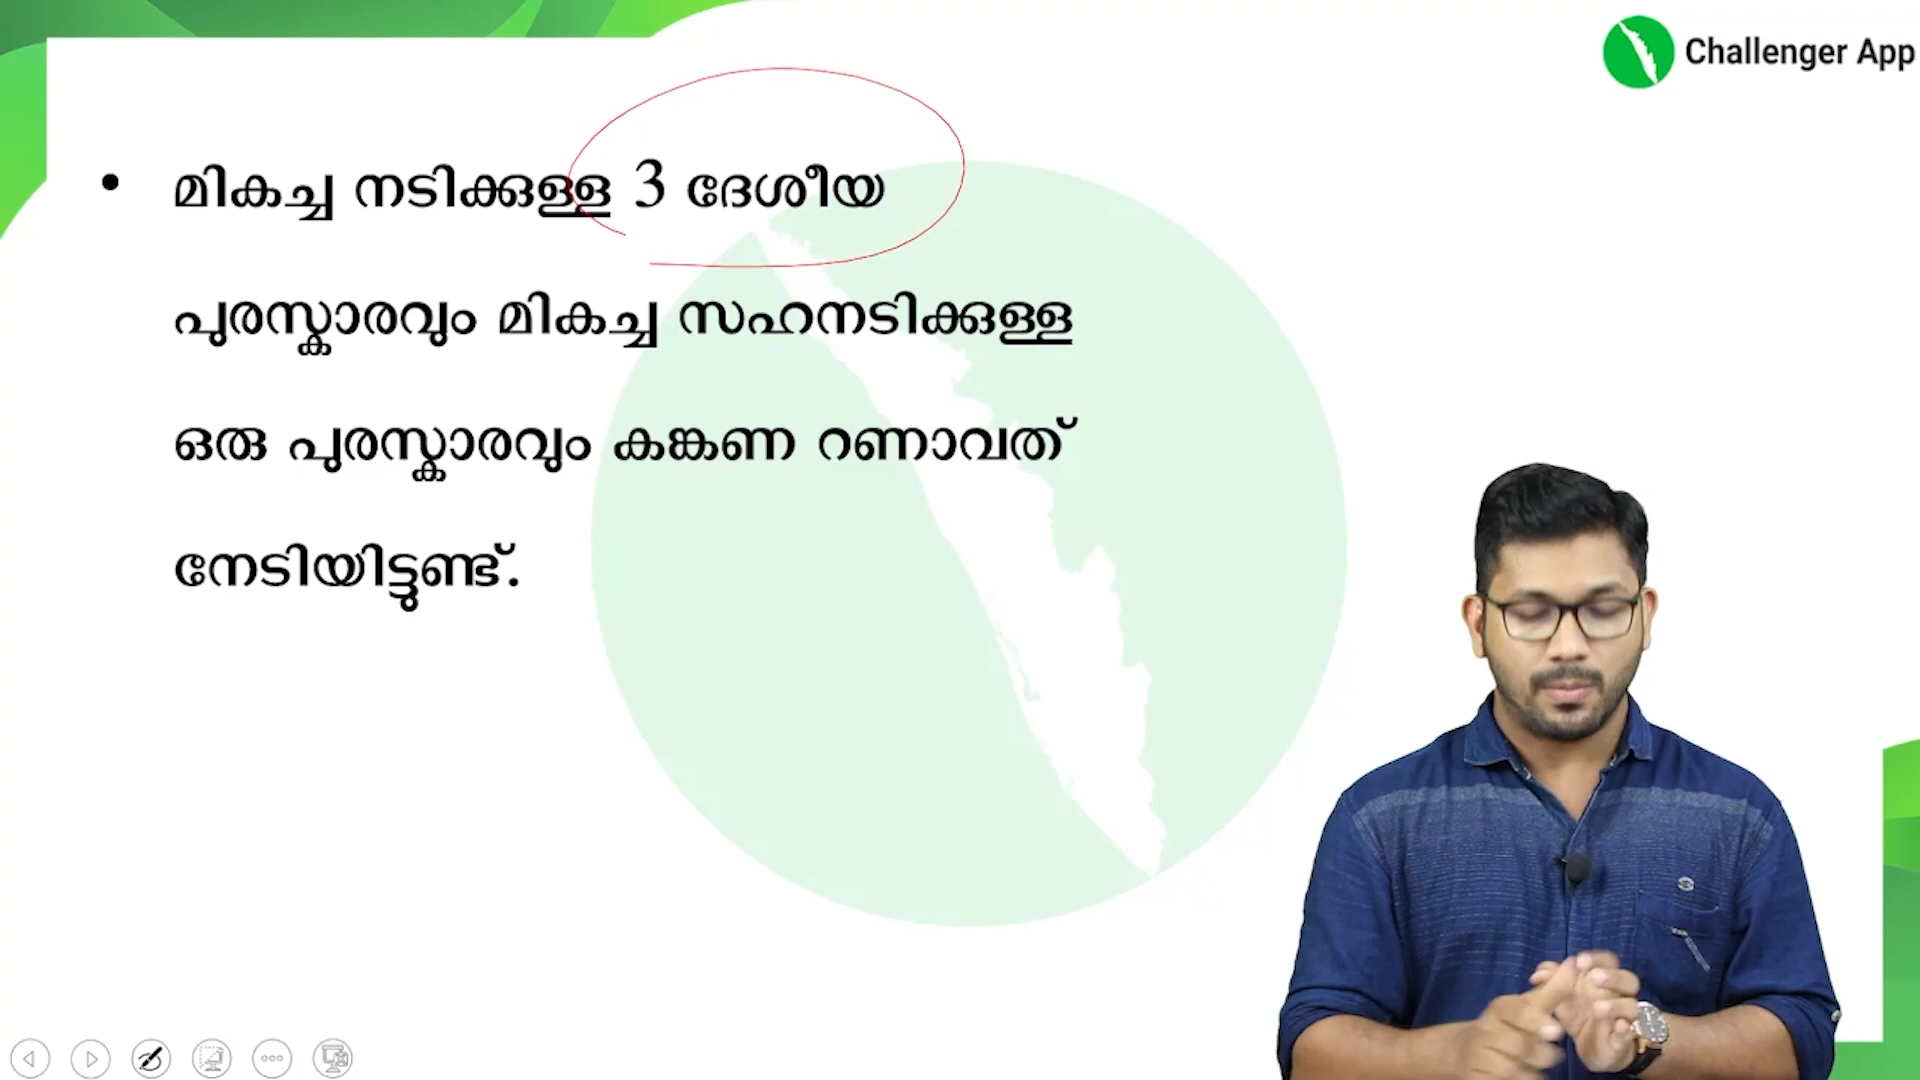 Challenger App
• മികച്ച നടിക്കുള്ള 3 ദേശീയ
പുരസ്കാരവും മികച്ച സഹനടിക്കുള്ള
ഒരു പുരസ്കാരവും കങ്കണ റണാവത്
നേടിയിട്ടുണ്ട്.